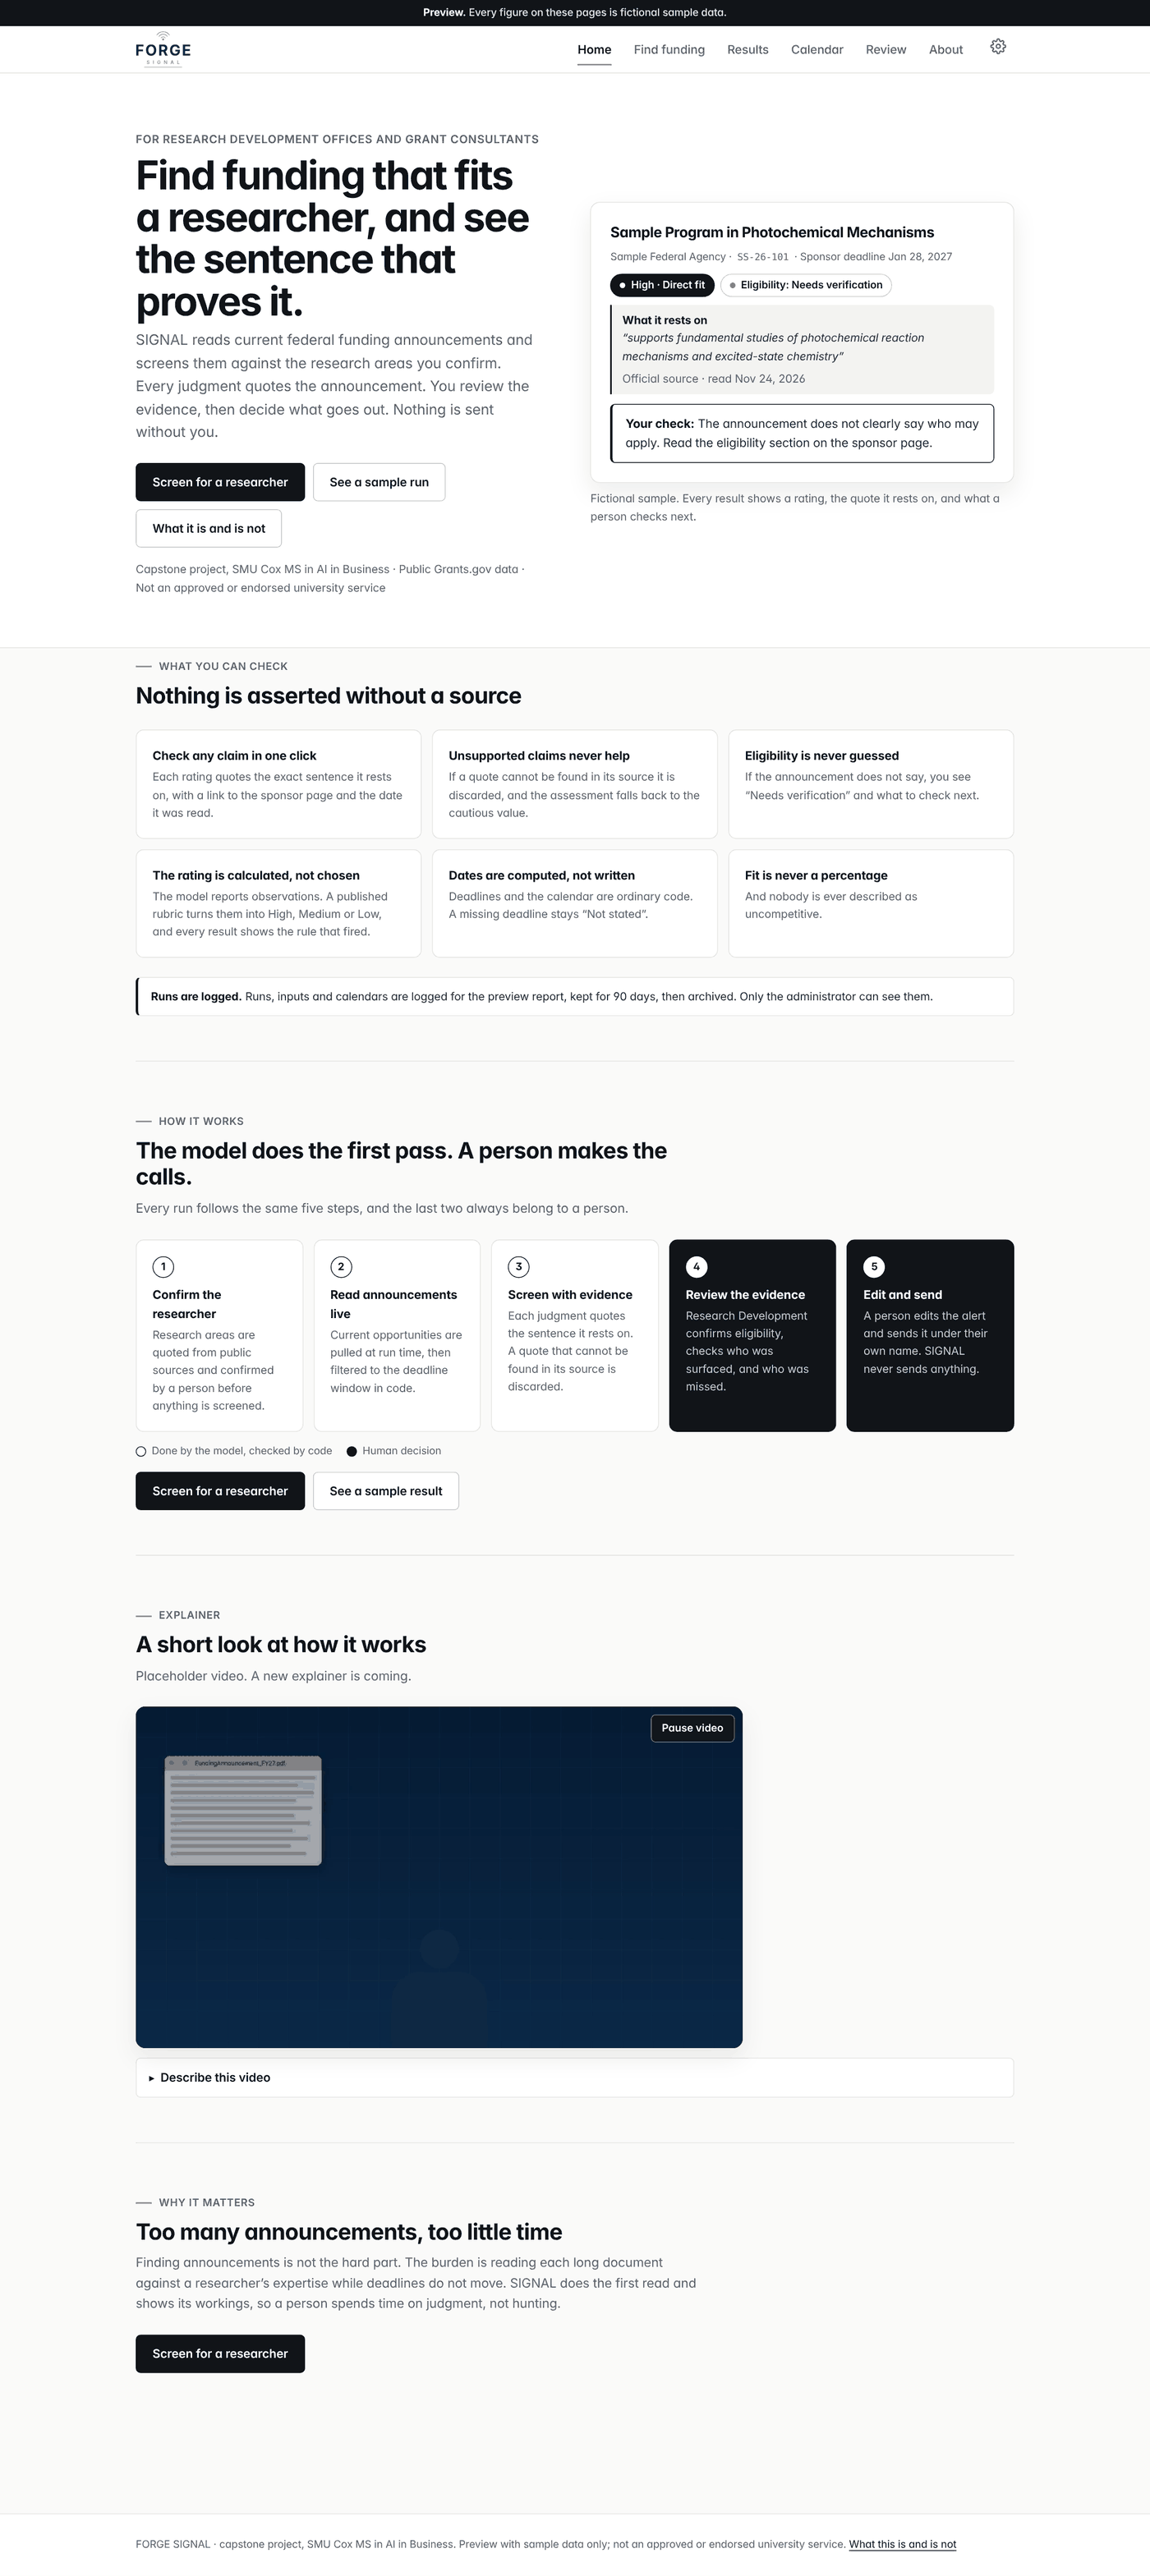 Preview. Every figure on these pages is fictional sample data.
FORGE
SIGNAL
Home Find funding Results Calendar Review About
FOR RESEARCH DEVELOPMENT OFFICES AND GRANT CONSULTANTS
Find funding that fits
a researcher, and see
the sentence that
proves it.
SIGNAL reads current federal funding announcements and
screens them against the research areas you confirm.
Every judgment quotes the announcement. You review the
evidence, then decide what goes out. Nothing is sent
without you.
Screen for a researcher
See a sample run
What it is and is not
Capstone project, SMU Cox MS in AI in Business · Public Grants.gov data ·
Not an approved or endorsed university service
Sample Program in Photochemical Mechanisms
Sample Federal Agency · SS-26-101 · Sponsor deadline Jan 28, 2027
High · Direct fit
Eligibility: Needs verification
What it rests on
“supports fundamental studies of photochemical reaction
mechanisms and excited-state chemistry”
Official source · read Nov 24, 2026
Your check: The announcement does not clearly say who may
apply. Read the eligibility section on the sponsor page.
Fictional sample. Every result shows a rating, the quote it rests on, and what a
person checks next.
WHAT YOU CAN CHECK
Nothing is asserted without a source
Check any claim in one click
Each rating quotes the exact sentence it rests
on, with a link to the sponsor page and the date
it was read.
Unsupported claims never help
If a quote cannot be found in its source it is
discarded, and the assessment falls back to the
cautious value.
Eligibility is never guessed
If the announcement does not say, you see
“Needs verification” and what to check next.
The rating is calculated, not chosen
The model reports observations. A published
rubric turns them into High, Medium or Low,
and every result shows the rule that fired.
Dates are computed, not written
Deadlines and the calendar are ordinary code.
A missing deadline stays “Not stated”.
Fit is never a percentage
And nobody is ever described as
uncompetitive.
Runs are logged. Runs, inputs and calendars are logged for the preview report, kept for 90 days, then archived. Only the administrator can see them.
HOW IT WORKS
The model does the first pass. A person makes the
calls.
Every run follows the same five steps, and the last two always belong to a person.
1
Confirm the
researcher
Research areas are
quoted from public
sources and confirmed
by a person before
anything is screened.
2
Read announcements
live
Current opportunities are
pulled at run time, then
filtered to the deadline
window in code.
3
Screen with evidence
Each judgment quotes
the sentence it rests on.
A quote that cannot be
found in its source is
discarded.
4
Review the evidence
Research Development
confirms eligibility,
checks who was
surfaced, and who was
missed.
5
Edit and send
A person edits the alert
and sends it under their
own name. SIGNAL
never sends anything.
Done by the model, checked by code
Human decision
Screen for a researcher
See a sample result
EXPLAINER
A short look at how it works
Placeholder video. A new explainer is coming.
Pause video
FundingAnnouncement_FY27.pdf
Describe this video
WHY IT MATTERS
Too many announcements, too little time
Finding announcements is not the hard part. The burden is reading each long document
against a researcher’s expertise while deadlines do not move. SIGNAL does the first read and
shows its workings, so a person spends time on judgment, not hunting.
Screen for a researcher
FORGE SIGNAL · capstone project, SMU Cox MS in AI in Business. Preview with sample data only; not an approved or endorsed university service. What this is and is not